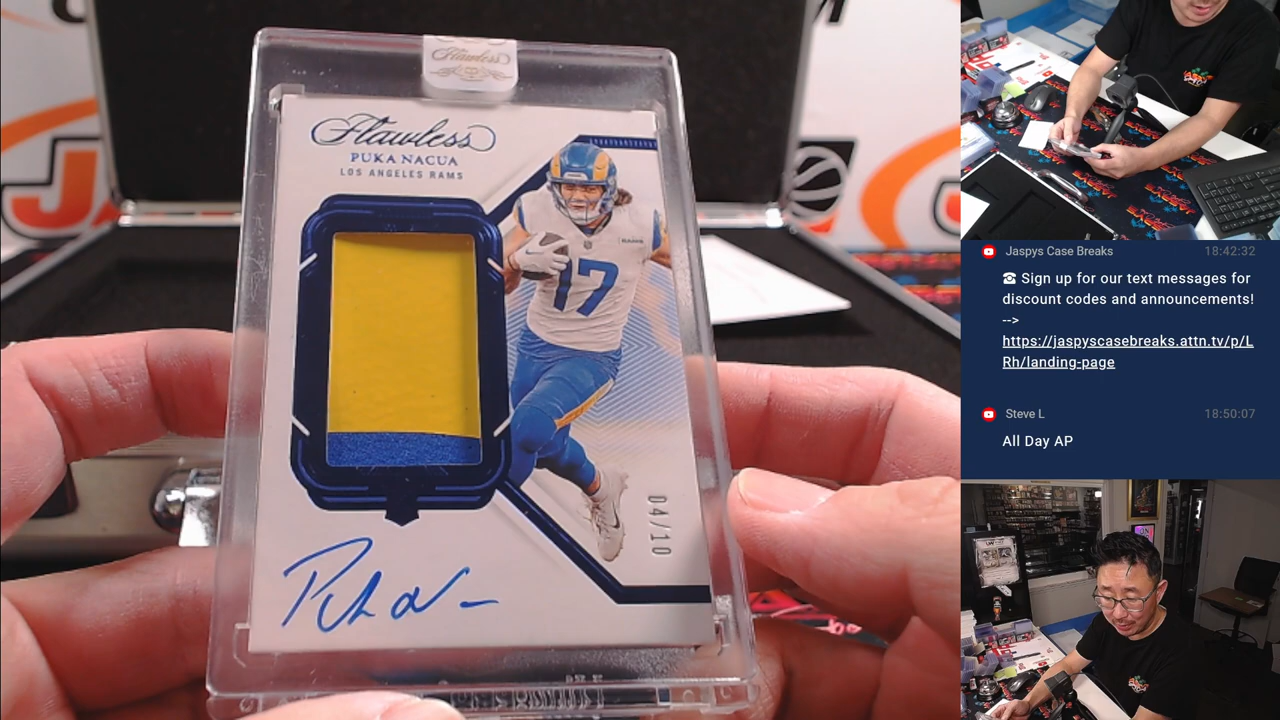 Flawless
Flawless
PUKA NACUA
LOS ANGELES RAMS
RAMS
17
04/10
Jaspys Case Breaks 18:42:32
☎ Sign up for our text messages for
discount codes and announcements!
-->
https://jaspyscasebreaks.attn.tv/p/L
Rh/landing-page
Steve L 18:50:07
All Day AP